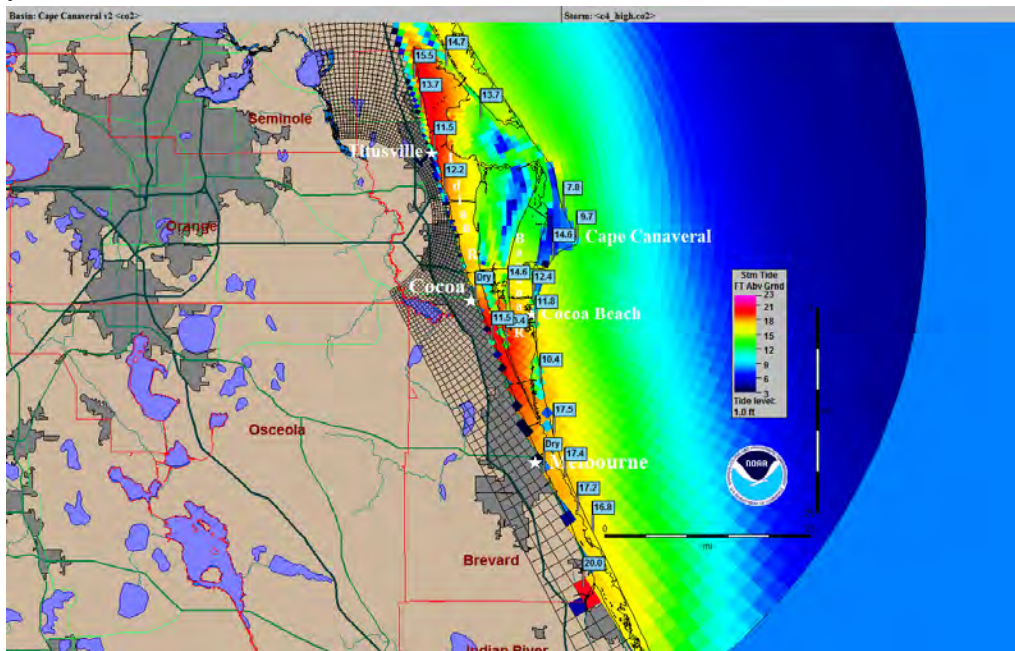 Basin: Cape Canaveral v2 <co2>
Storm: <c4_high.co2>
14.7
15.5
13.7
13.7
11.5
Seminole
Titusville
12.2
7.0
Orange
9.7
14.6
Cape Canaveral
Dry
14.6
12.4
Cocoa
11.8
Cocoa Beach
11.5
3.4
R
Stm Tide
FT Abv Grnd
23
21
18
15
12
9
6
3
Tide level:
1.0 ft
10.4
17.5
Osceola
Dry
17.4
Melbourne
NOAA
17.2
16.8
0
mi
Brevard
20.0
Indian River